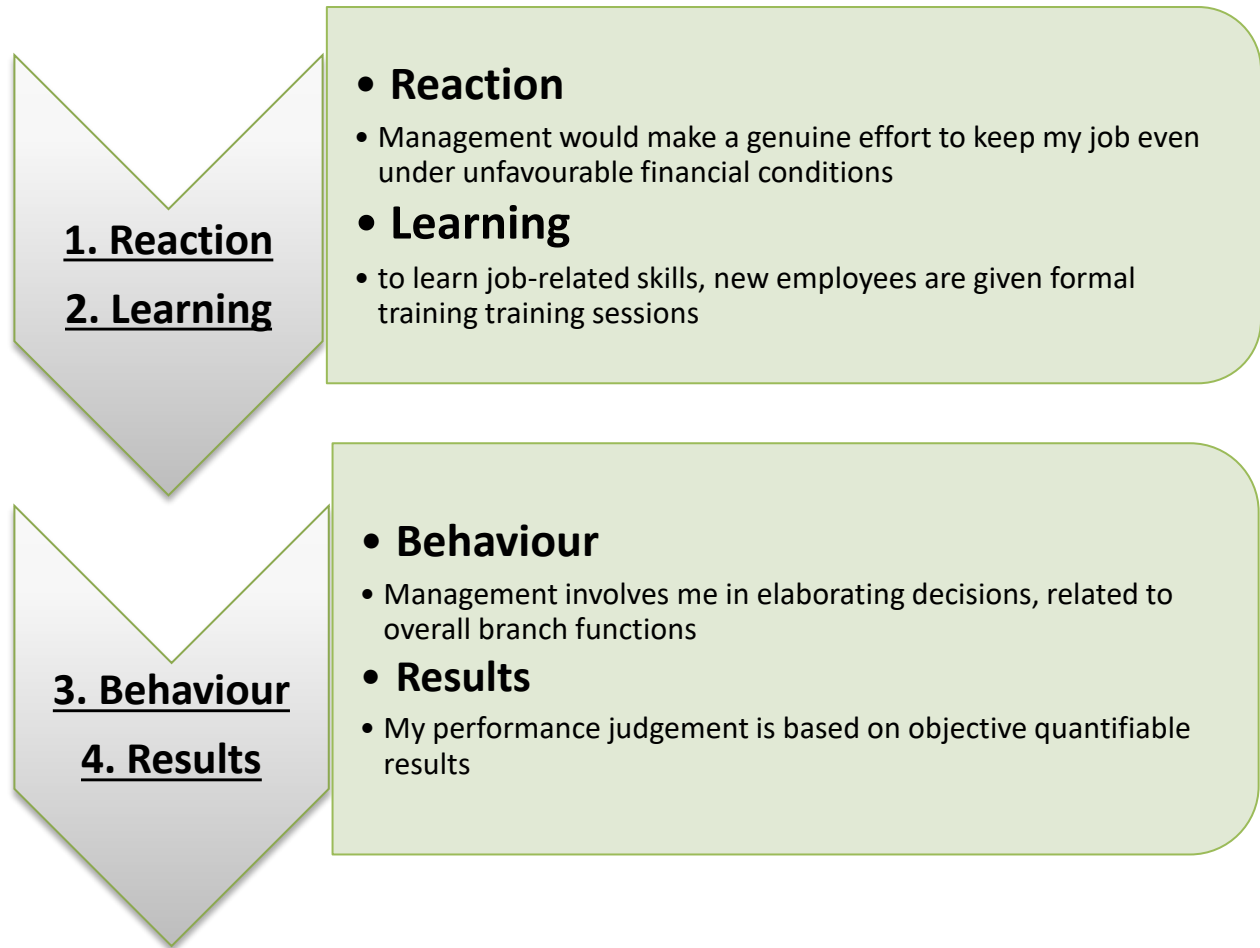 1. Reaction
2. Learning
• Reaction
• Management would make a genuine effort to keep my job even
under unfavourable financial conditions
• Learning
• to learn job-related skills, new employees are given formal
training training sessions
3. Behaviour
4. Results
• Behaviour
• Management involves me in elaborating decisions, related to
overall branch functions
• Results
• My performance judgement is based on objective quantifiable
results